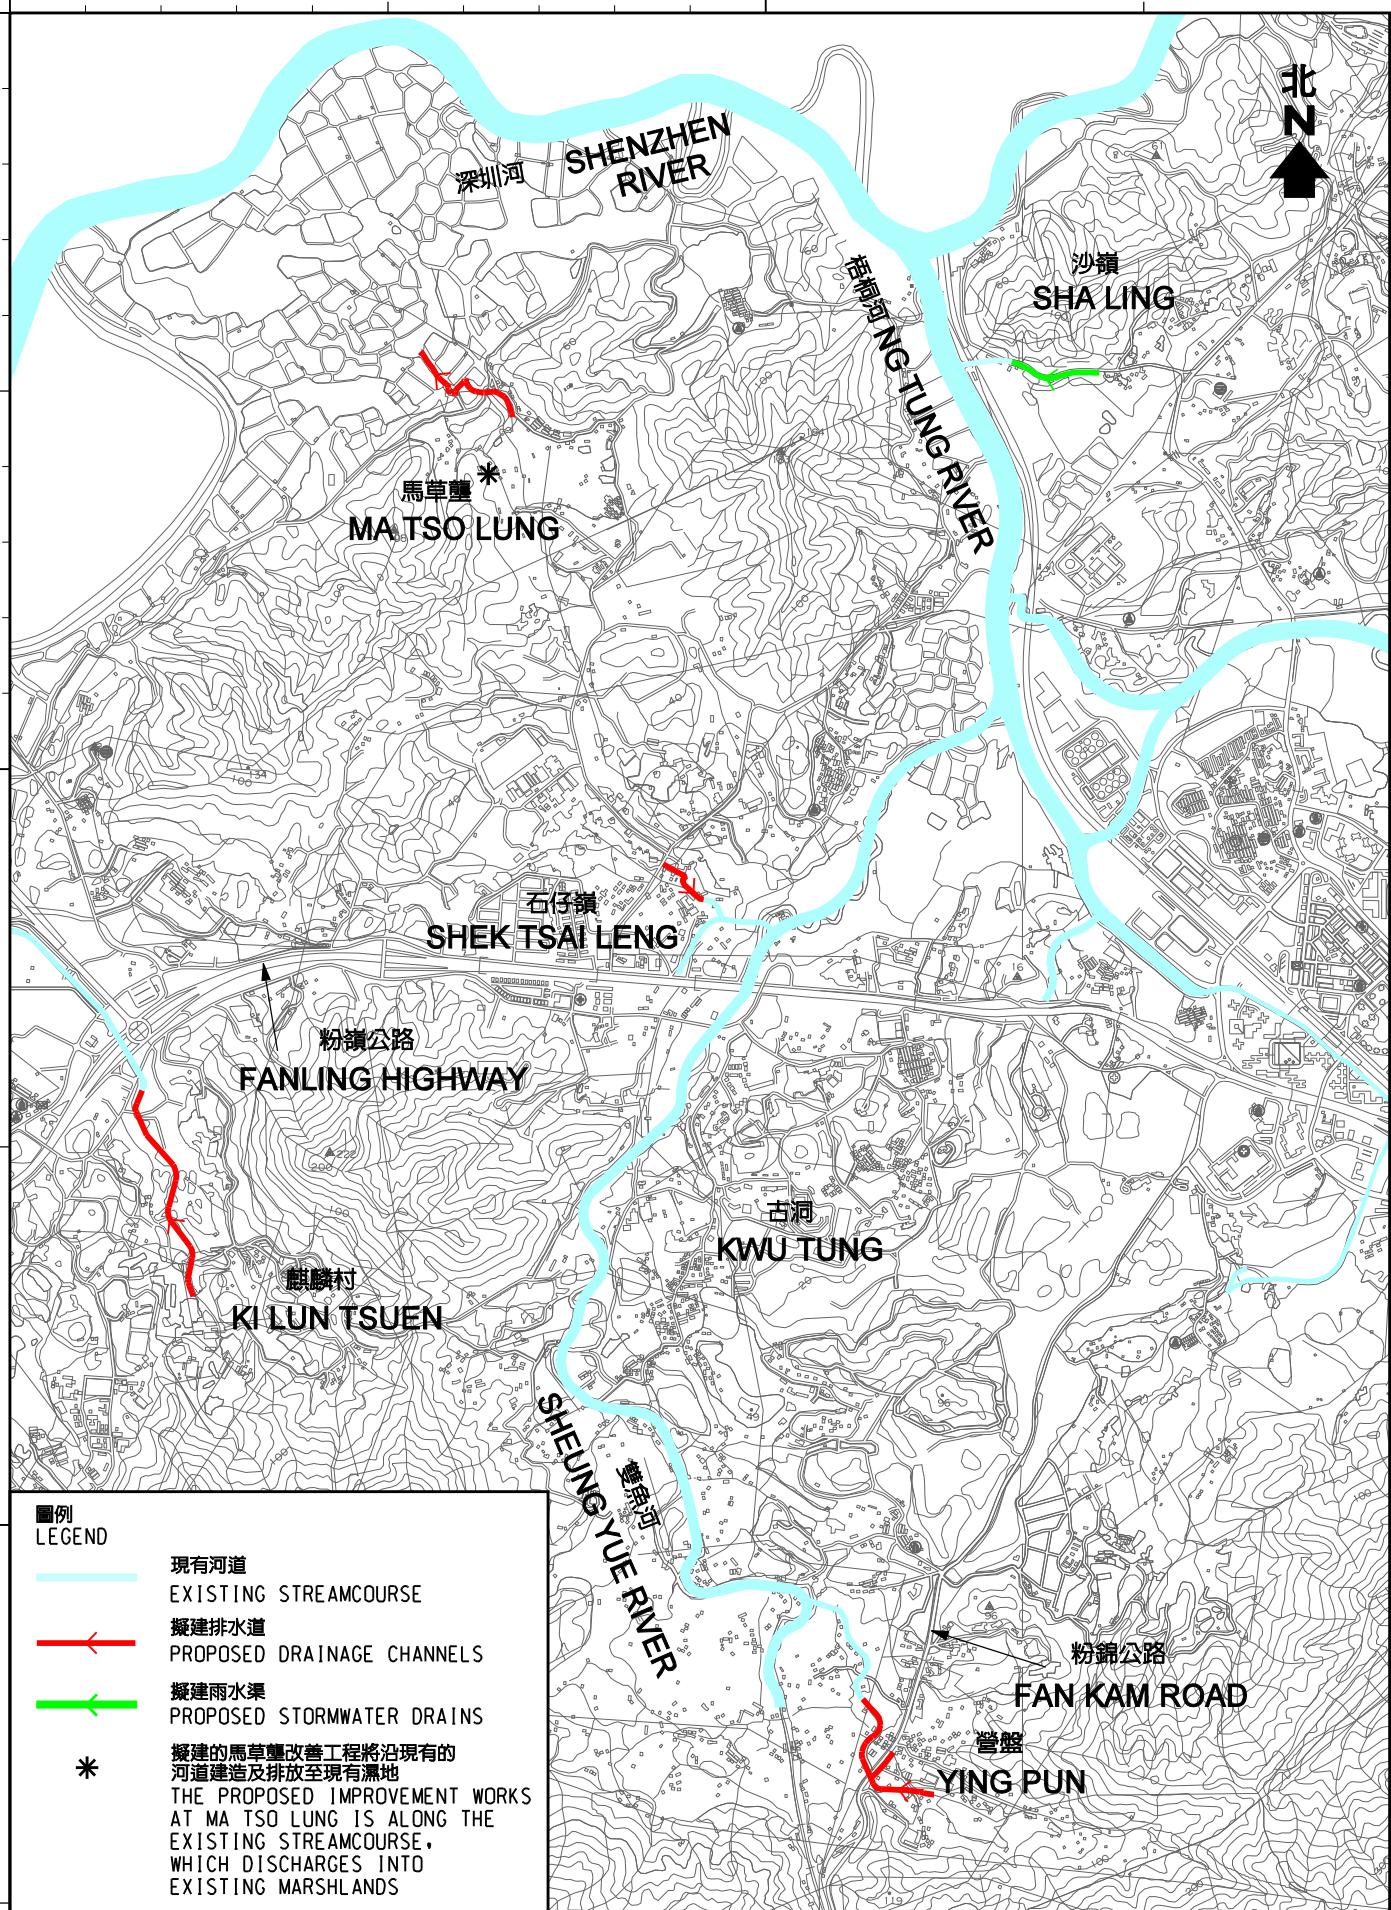 北
N
深圳河
SHENZHEN
RIVER
沙嶺
SHA LING
梧桐河 NG TUNG RIVER
馬草壟
MA TSO LUNG
石仔嶺
SHEK TSAI LENG
粉嶺公路
FANLING HIGHWAY
古洞
KWU TUNG
麒麟村
KI LUN TSUEN
雙魚河
SHEUNG YUE RIVER
粉錦公路
FAN KAM ROAD
營盤
YING PUN
圖例
LEGEND
現有河道
EXISTING STREAMCOURSE
擬建排水道
PROPOSED DRAINAGE CHANNELS
擬建雨水渠
PROPOSED STORMWATER DRAINS
擬建的馬草壟改善工程將沿現有的
河道建造及排放至現有濕地
THE PROPOSED IMPROVEMENT WORKS
AT MA TSO LUNG IS ALONG THE
EXISTING STREAMCOURSE,
WHICH DISCHARGES INTO
EXISTING MARSHLANDS